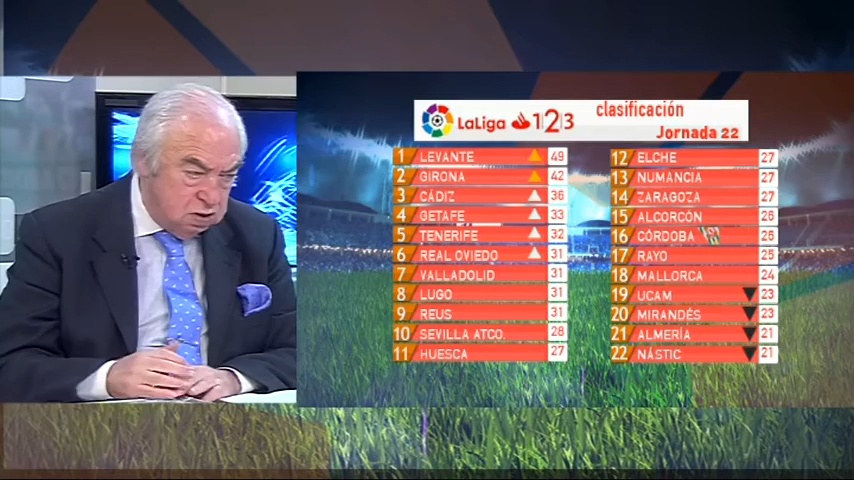 LaLiga 1|2|3
clasificación
Jornada 22
1 LEVANTE 49
2 GIRONA 42
3 CÁDIZ 36
4 GETAFE 33
5 TENERIFE 32
6 REAL OVIEDO 31
7 VALLADOLID 31
8 LUGO 31
9 REUS 31
10 SEVILLA ATCO. 28
11 HUESCA 27
12 ELCHE 27
13 NUMANCIA 27
14 ZARAGOZA 27
15 ALCORCÓN 26
16 CÓRDOBA 26
17 RAYO 25
18 MALLORCA 24
19 UCAM 23
20 MIRANDÉS 23
21 ALMERÍA 21
22 NÀSTIC 21